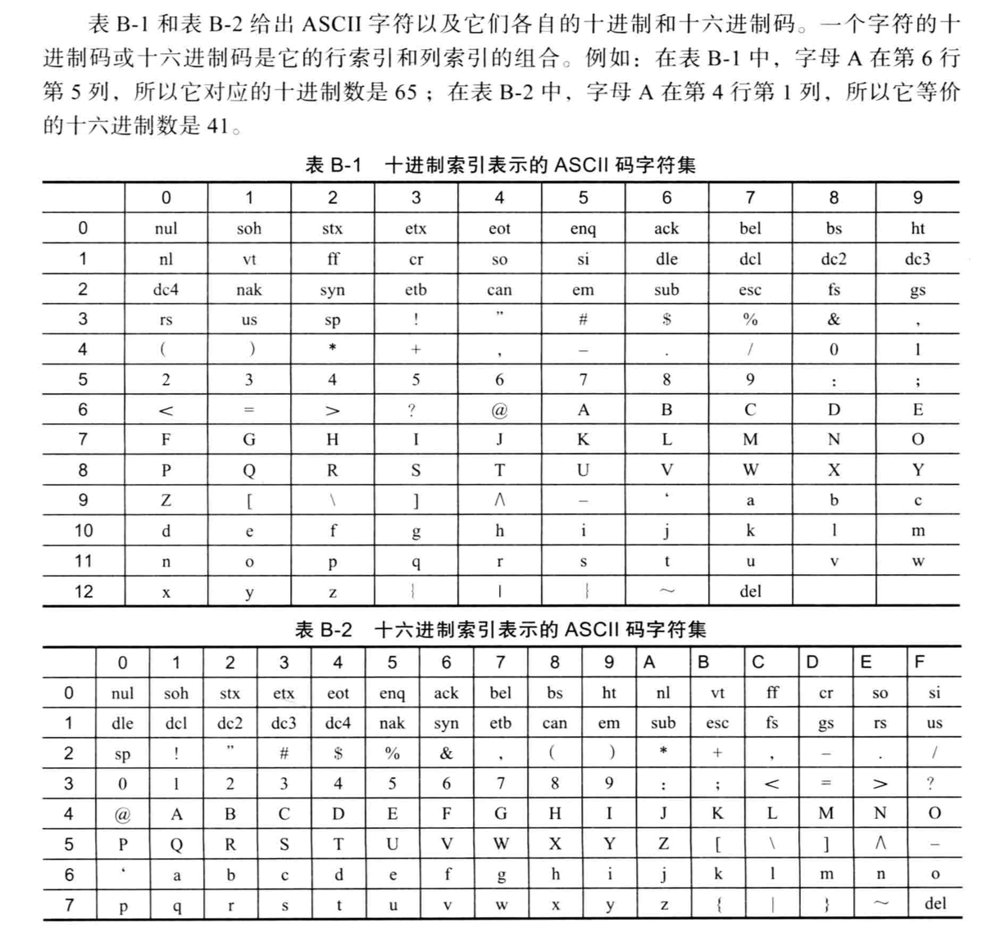 表 B-1 和表 B-2 给出 ASCII 字符以及它们各自的十进制和十六进制码。一个字符的十
进制码或十六进制码是它的行索引和列索引的组合。例如：在表 B-1 中，字母 A 在第 6 行
第 5 列，所以它对应的十进制数是 65；在表 B-2 中，字母 A 在第 4 行第 1 列，所以它等价
的十六进制数是 41。
表 B-1 十进制索引表示的 ASCII 码字符集
0 1 2 3 4 5 6 7 8 9
0 nul soh stx etx eot enq ack bel bs ht
1 nl vt ff cr so si dle dcl dc2 dc3
2 dc4 nak syn etb can em sub esc fs gs
3 rs us sp ! ” # $ % & ,
4 ( ) * + , – . / 0 1
5 2 3 4 5 6 7 8 9 : ;
6 < = > ? @ A B C D E
7 F G H I J K L M N O
8 P Q R S T U V W X Y
9 Z [ \ ] ∧ – ‘ a b c
10 d e f g h i j k l m
11 n o p q r s t u v w
12 x y z { | } ~ del
表 B-2 十六进制索引表示的 ASCII 码字符集
0 1 2 3 4 5 6 7 8 9 A B C D E F
0 nul soh stx etx eot enq ack bel bs ht nl vt ff cr so si
1 dle dcl dc2 dc3 dc4 nak syn etb can em sub esc fs gs rs us
2 sp ! ” # $ % & , ( ) * + , – . /
3 0 1 2 3 4 5 6 7 8 9 : ; < = > ?
4 @ A B C D E F G H I J K L M N O
5 P Q R S T U V W X Y Z [ \ ] ∧ –
6 ‘ a b c d e f g h i j k l m n o
7 p q r s t u v w x y z { | } ~ del